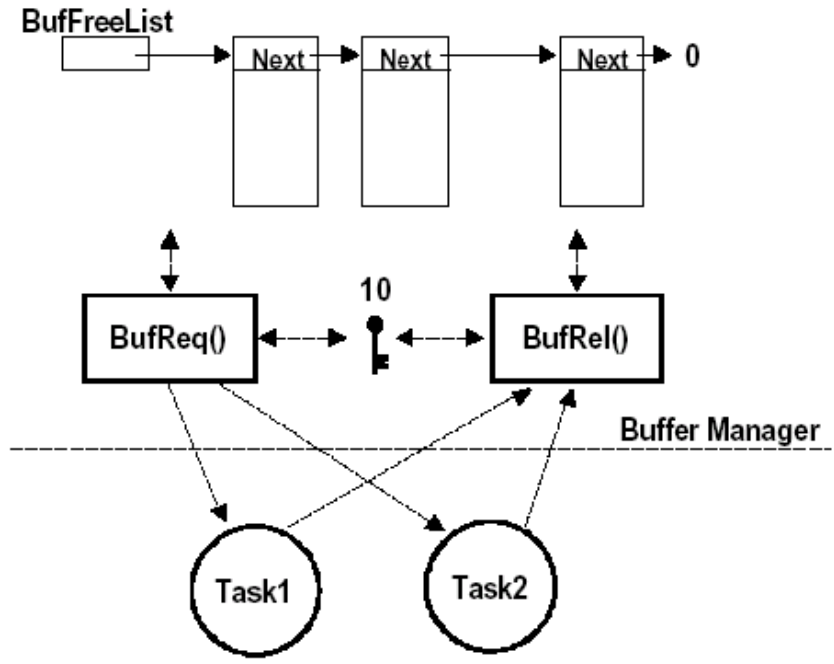 BufFreeList
Next Next Next 0
10
BufReq() BufRel()
Buffer Manager
Task1 Task2